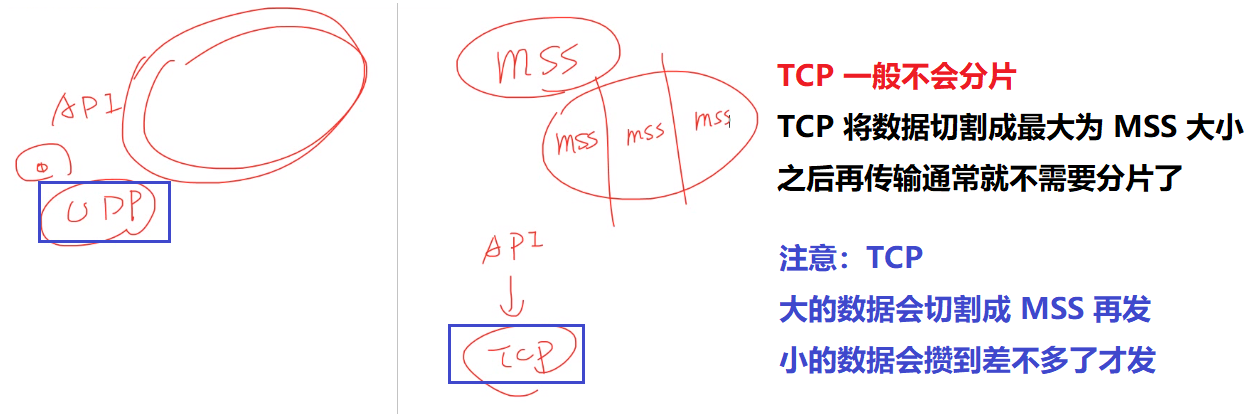 API
UDP
MSS
mss
mss
mss
API
TCP
TCP 一般不会分片
TCP 将数据切割成最大为 MSS 大小
之后再传输通常就不需要分片了
注意：TCP
大的数据会切割成 MSS 再发
小的数据会攒到差不多了才发